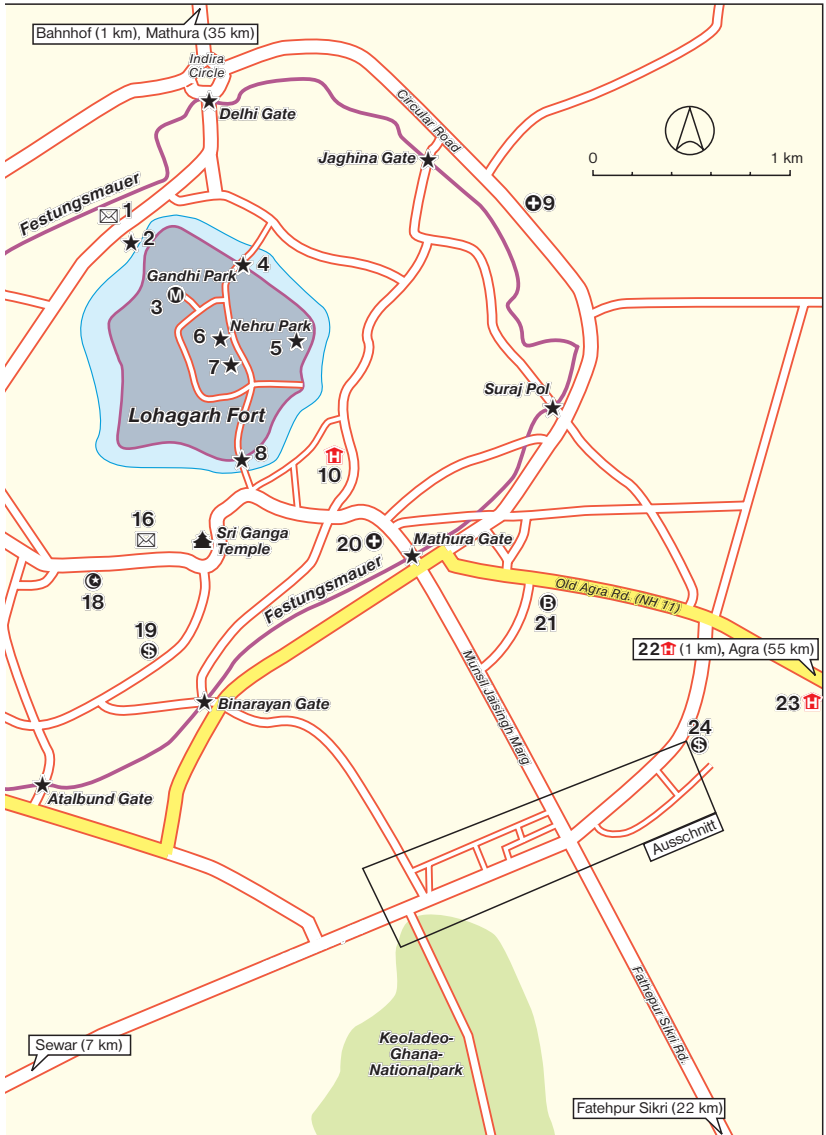 Bahnhof (1 km), Mathura (35 km)
Indira
Circle
Delhi Gate
Circular Road
Jaghina Gate
0 1 km
Festungsmauer
1
9
2
4
Gandhi Park
3 M
Nehru Park
6
5
7
Suraj Pol
Lohagarh Fort
8
H
10
16
Sri Ganga
Temple
20
Mathura Gate
Festungsmauer
18
Old Agra Rd. (NH 11)
B
21
19
$
22 H (1 km), Agra (55 km)
Munsil Jaisingh Marg
23 H
Binarayan Gate
24
$
Atalbund Gate
Ausschnitt
Fathepur Sikri Rd.
Keoladeo-
Ghana-
Nationalpark
Sewar (7 km)
Fatehpur Sikri (22 km)